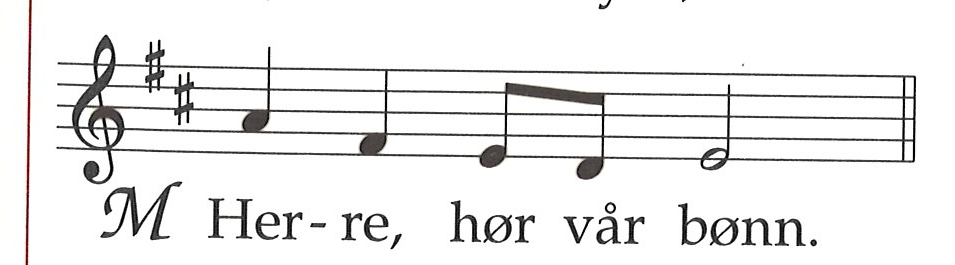 M Her- re, hør vår bønn.